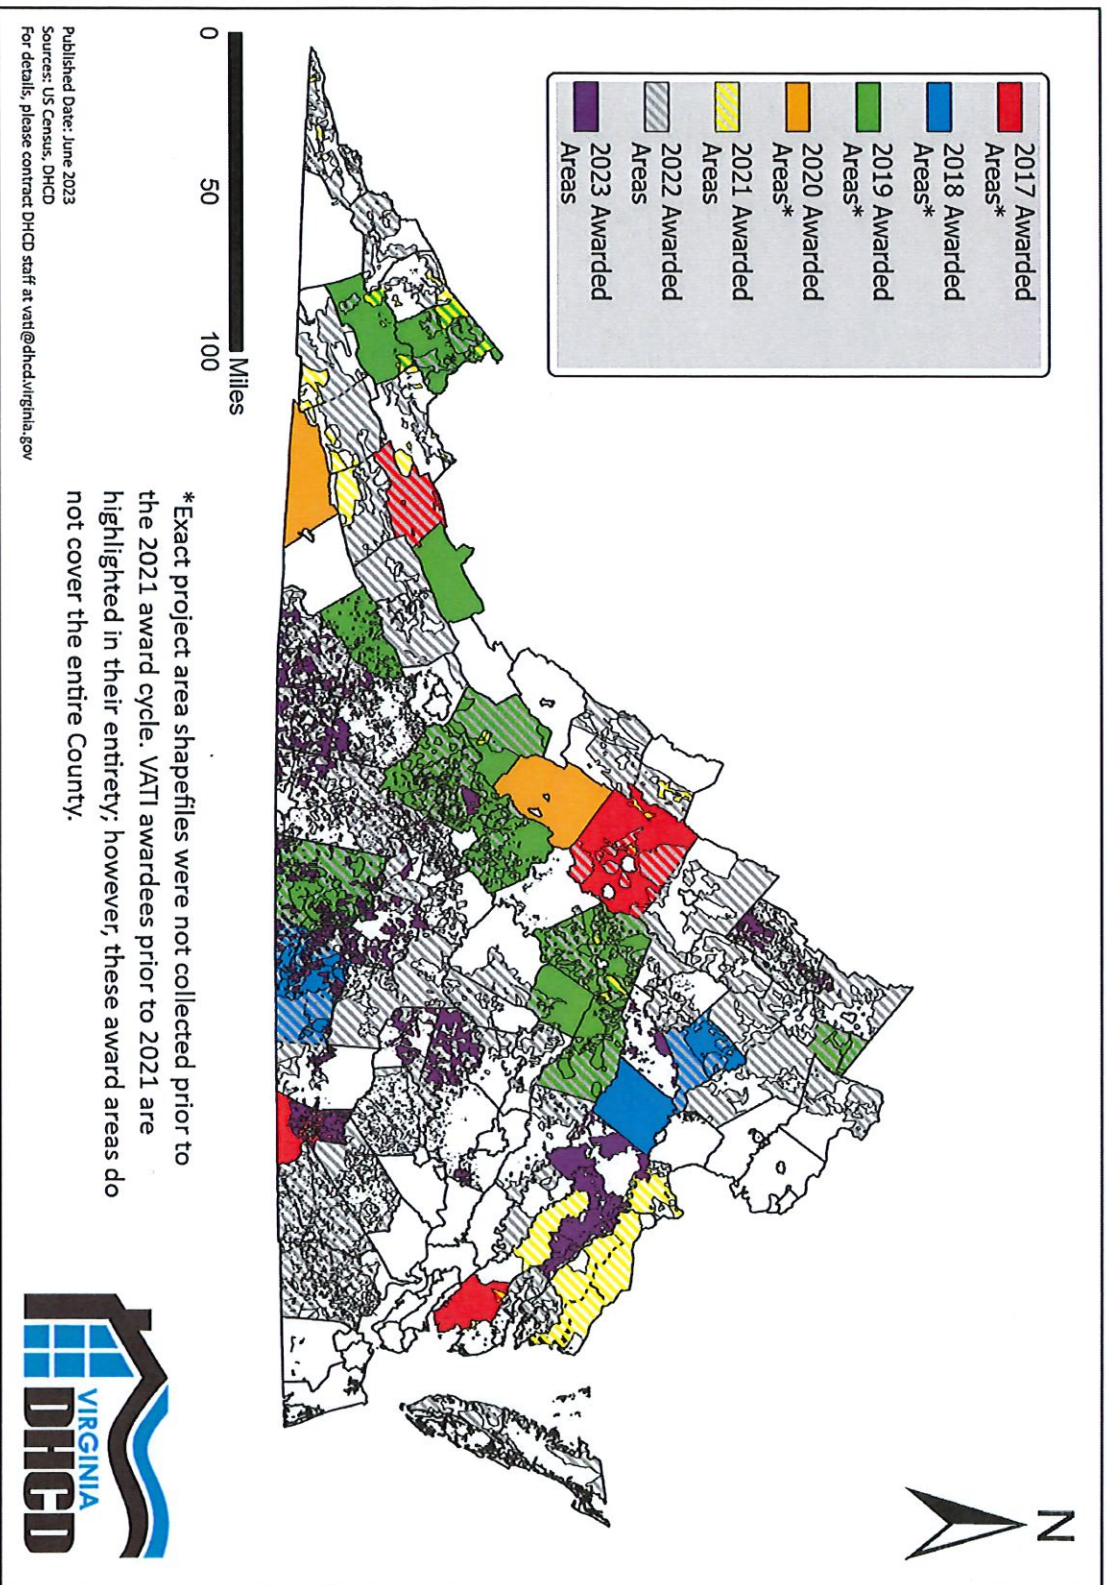 N
2017 Awarded
Areas*
2018 Awarded
Areas*
2019 Awarded
Areas*
2020 Awarded
Areas*
2021 Awarded
Areas
2022 Awarded
Areas
2023 Awarded
Areas
0
50
100
Miles
*Exact project area shapefiles were not collected prior to
the 2021 award cycle. VATI awardees prior to 2021 are
highlighted in their entirety; however, these award areas do
not cover the entire County.
Published Date: June 2023
Sources: US Census, DHCD
For details, please contract DHCD staff at vati@dhcd.virginia.gov
VIRGINIA
DHCD